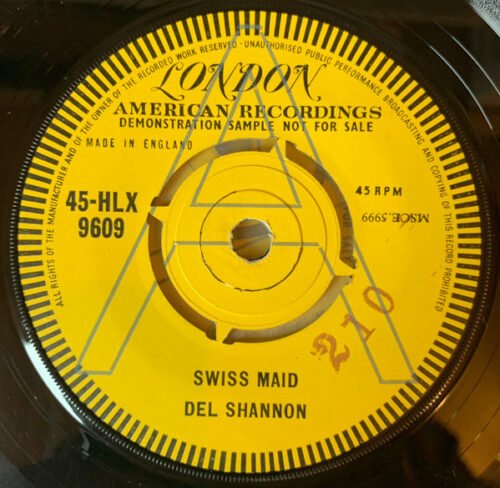 ALL RIGHTS OF THE MANUFACTURER AND OF THE OWNER OF THE RECORDED WORK RESERVED · UNAUTHORISED PUBLIC PERFORMANCE BROADCASTING AND COPYING OF THIS RECORD PROHIBITED
LONDON
AMERICAN RECORDINGS
DEMONSTRATION SAMPLE NOT FOR SALE
MADE IN ENGLAND
A
45-HLX
9609
45 RPM
MSCE.5999
210
SWISS MAID
DEL SHANNON